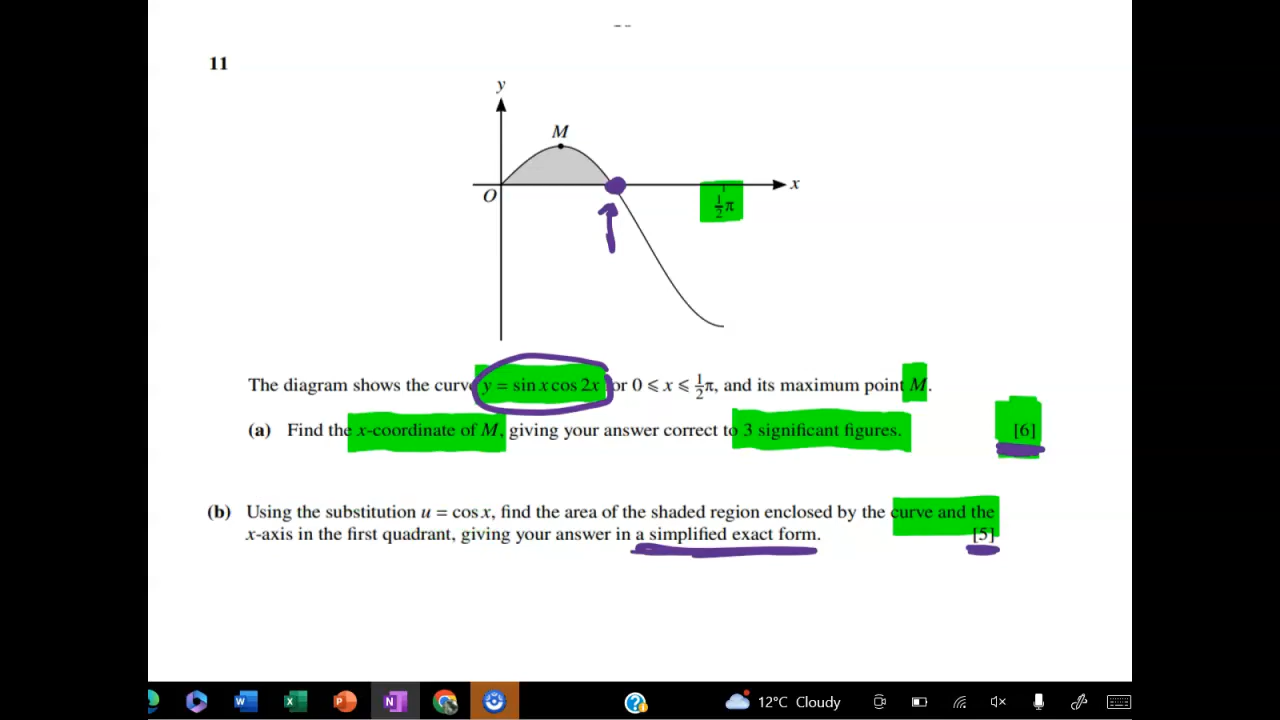 11
y
M
O
x
1/2 π
The diagram shows the curve y = sin x cos 2x for 0 ⩽ x ⩽ 1/2 π, and its maximum point M.
(a) Find the x-coordinate of M, giving your answer correct to 3 significant figures. [6]
(b) Using the substitution u = cos x, find the area of the shaded region enclosed by the curve and the
x-axis in the first quadrant, giving your answer in a simplified exact form. [5]
12°C Cloudy